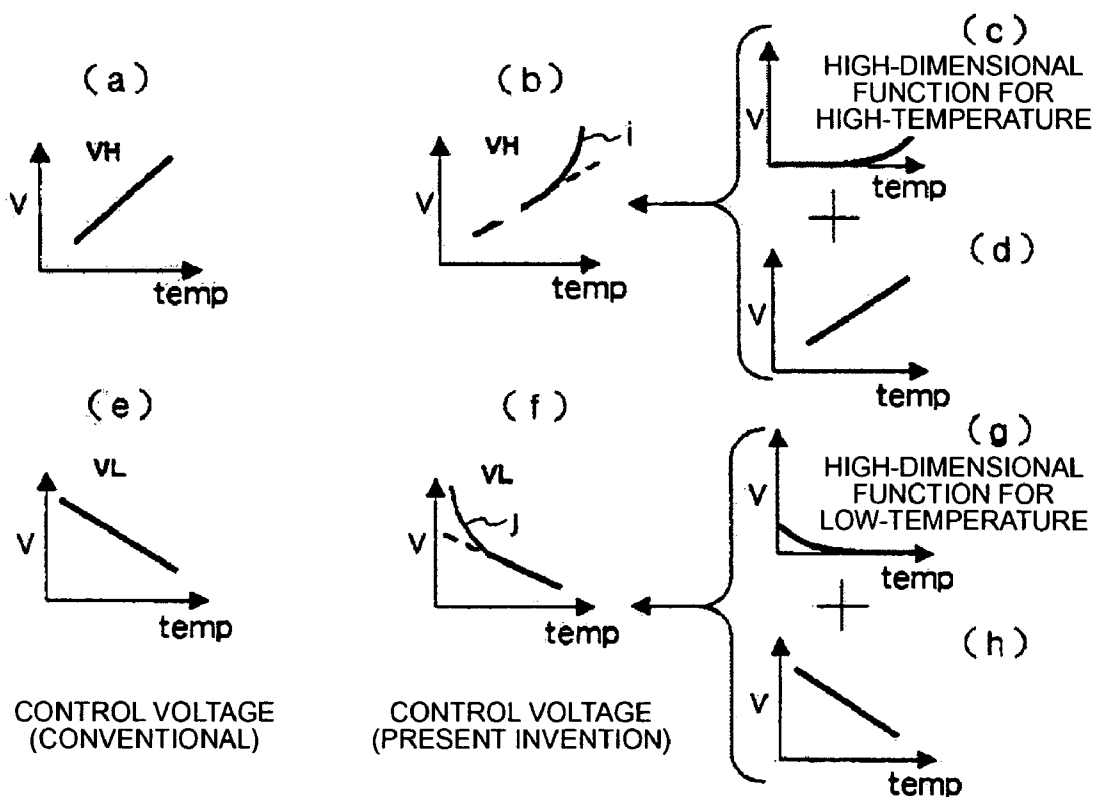 (a)
VH
V
temp
(b)
VH
i
V
temp
(c)
HIGH-DIMENSIONAL
FUNCTION FOR
HIGH-TEMPERATURE
V
temp
+
(d)
V
temp
(e)
VL
V
temp
(f)
VL
j
V
temp
(g)
HIGH-DIMENSIONAL
FUNCTION FOR
LOW-TEMPERATURE
V
temp
+
(h)
V
temp
CONTROL VOLTAGE
(CONVENTIONAL)
CONTROL VOLTAGE
(PRESENT INVENTION)